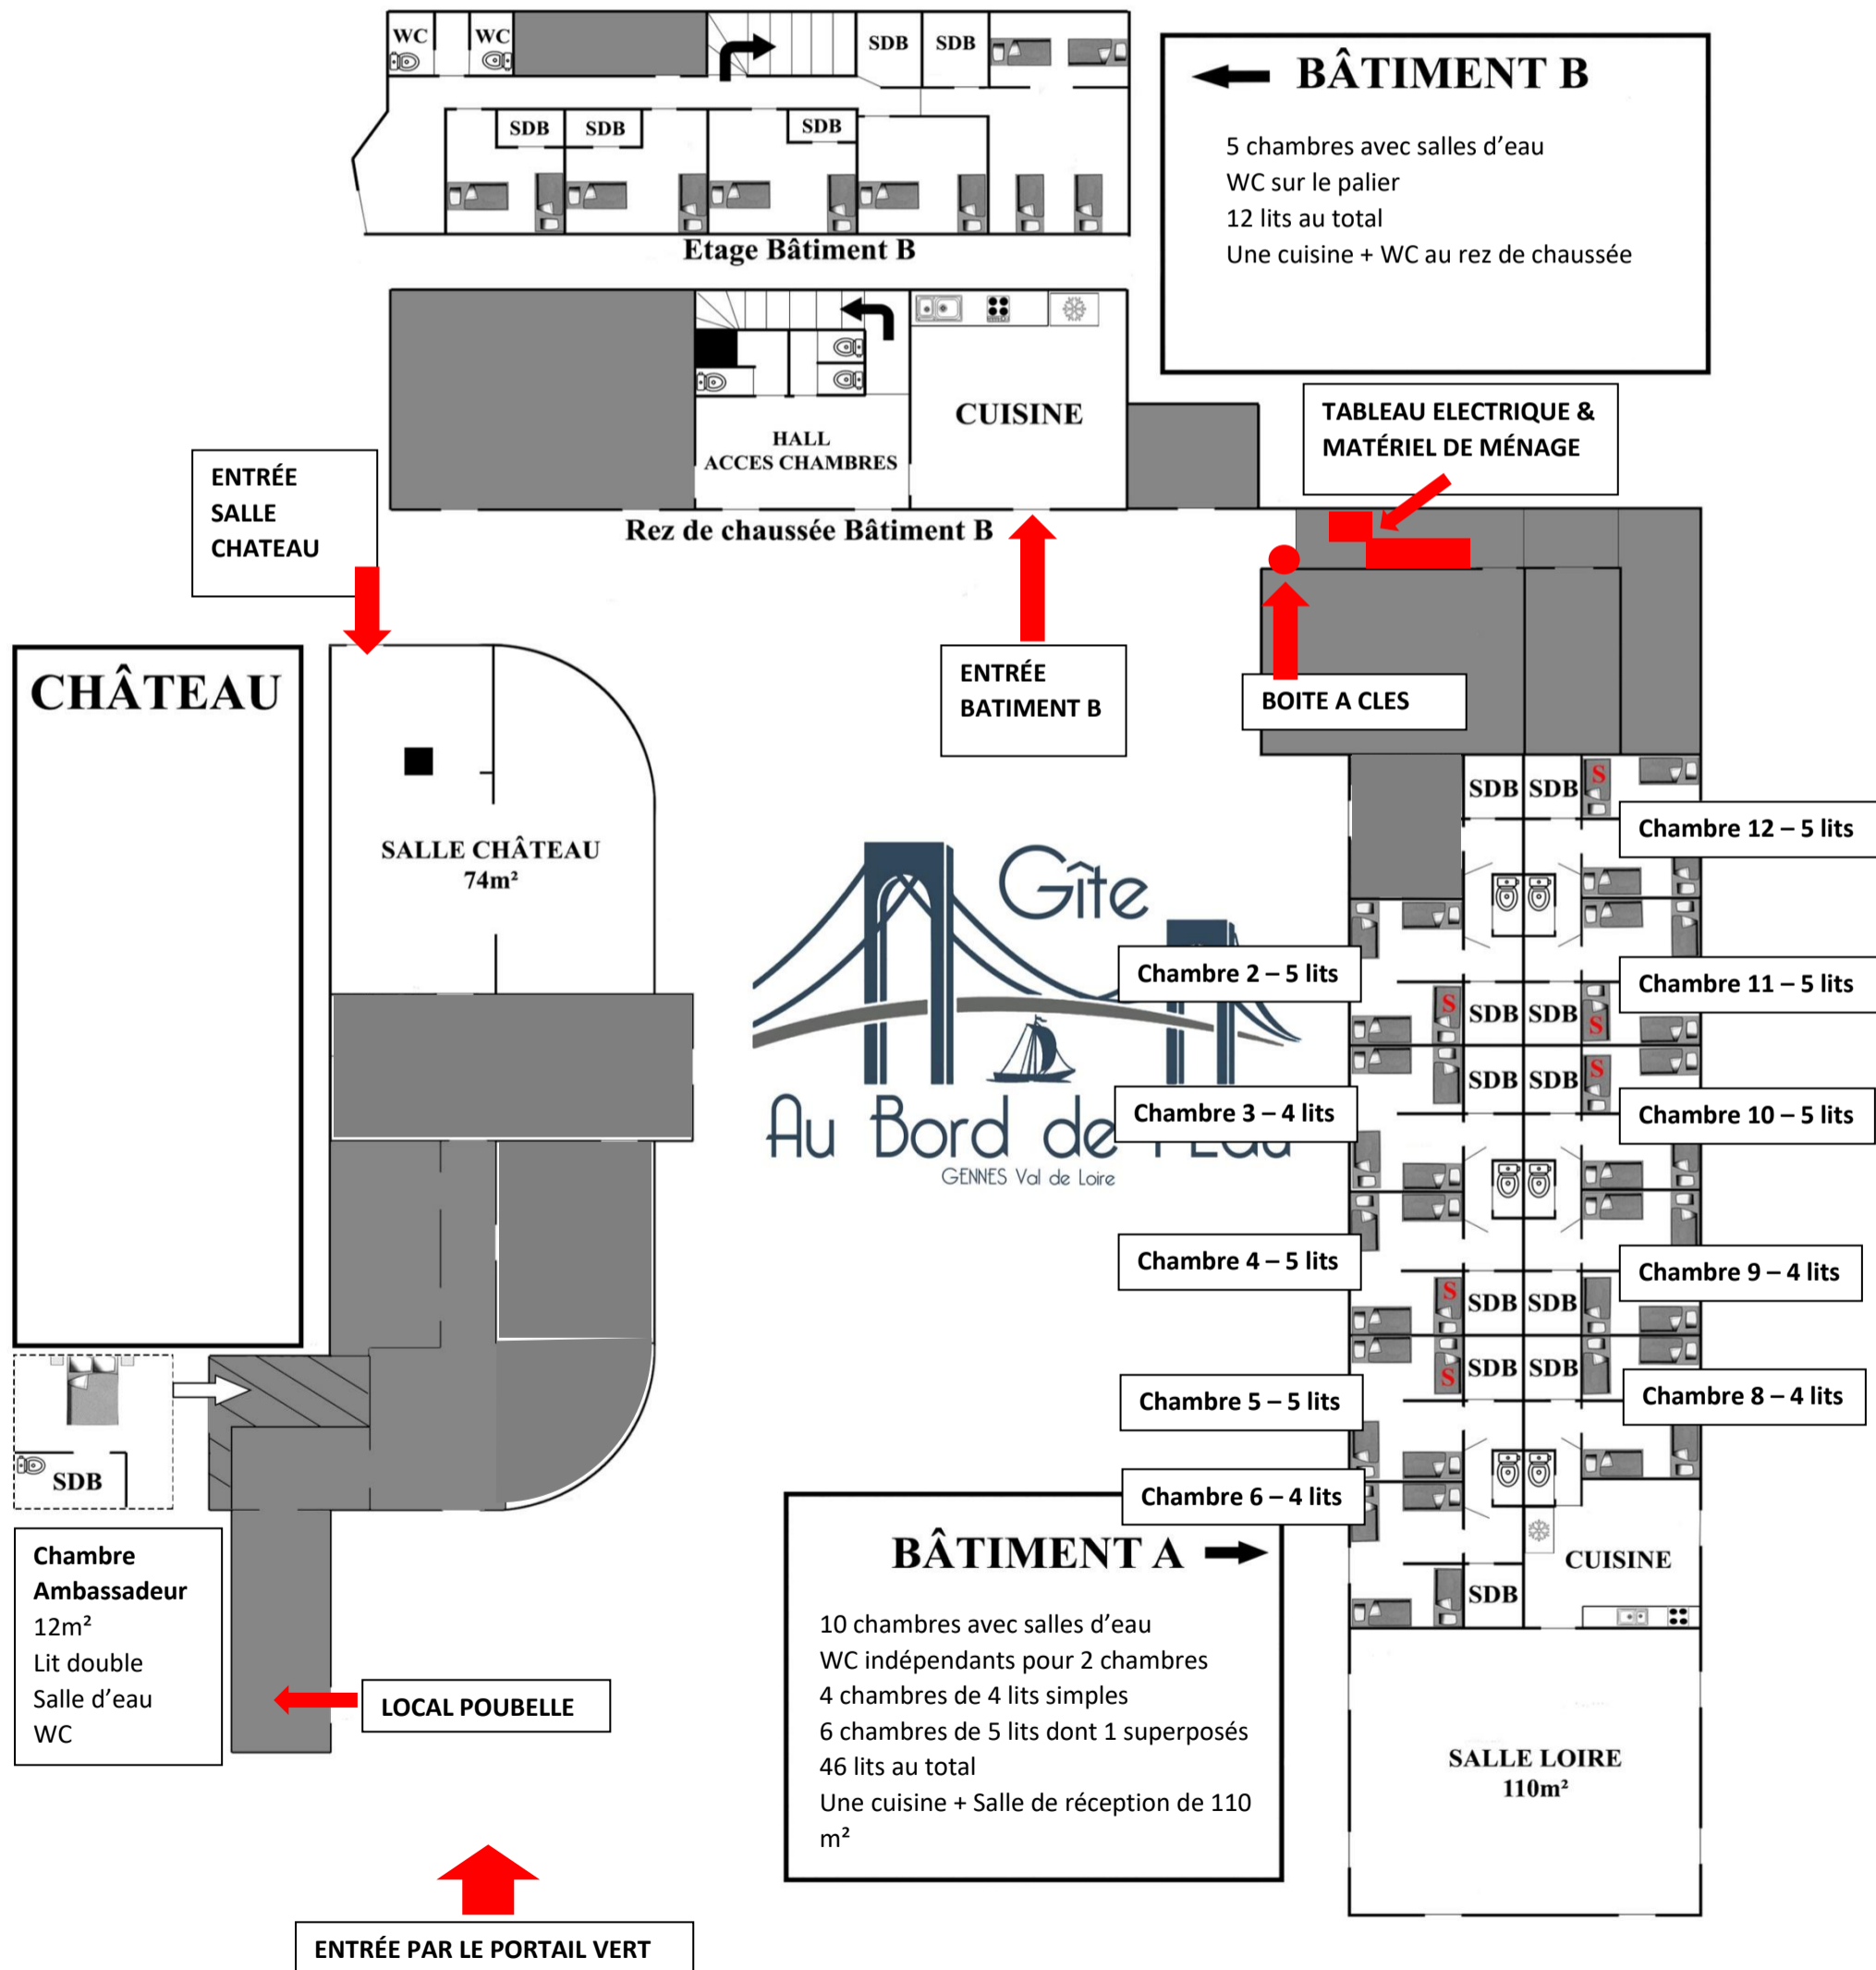 WC
WC
SDB
SDB
SDB
SDB
SDB
Etage Bâtiment B
BÂTIMENT B
5 chambres avec salles d’eau
WC sur le palier
12 lits au total
Une cuisine + WC au rez de chaussée
CUISINE
HALL
ACCES CHAMBRES
Rez de chaussée Bâtiment B
TABLEAU ELECTRIQUE &
MATÉRIEL DE MÉNAGE
ENTRÉE
SALLE
CHATEAU
ENTRÉE
BATIMENT B
BOITE A CLES
CHÂTEAU
SALLE CHÂTEAU
74m²
Gîte
Au Bord de l'Eau
GENNES Val de Loire
SDB
SDB
S
Chambre 12 – 5 lits
Chambre 2 – 5 lits
Chambre 11 – 5 lits
S
SDB
SDB
S
SDB
SDB
S
Chambre 3 – 4 lits
Chambre 10 – 5 lits
Chambre 4 – 5 lits
Chambre 9 – 4 lits
S
SDB
SDB
S
SDB
SDB
Chambre 5 – 5 lits
Chambre 8 – 4 lits
Chambre 6 – 4 lits
CUISINE
SDB
SALLE LOIRE
110m²
SDB
Chambre
Ambassadeur
12m²
Lit double
Salle d’eau
WC
LOCAL POUBELLE
BÂTIMENT A
10 chambres avec salles d’eau
WC indépendants pour 2 chambres
4 chambres de 4 lits simples
6 chambres de 5 lits dont 1 superposés
46 lits au total
Une cuisine + Salle de réception de 110
m²
ENTRÉE PAR LE PORTAIL VERT